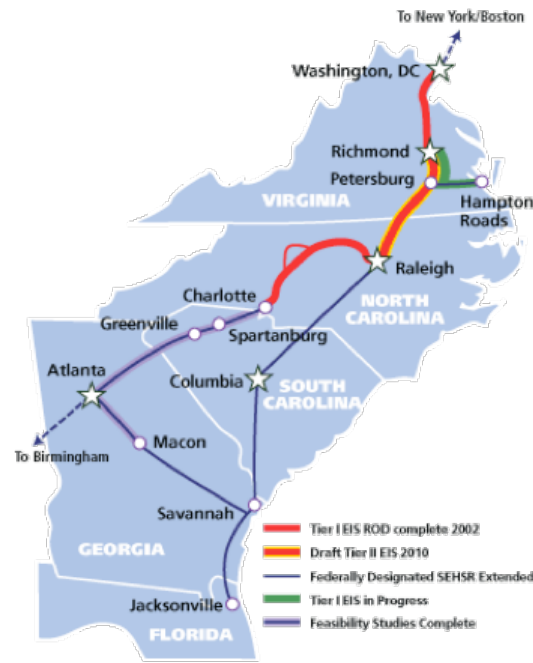 To New York/Boston
Washington, DC
Richmond
Petersburg
VIRGINIA
Hampton
Roads
Raleigh
Charlotte
NORTH
CAROLINA
Greenville
Spartanburg
Atlanta
Columbia
SOUTH
CAROLINA
Macon
To Birmingham
Savannah
GEORGIA
Jacksonville
FLORIDA
Tier I EIS ROD complete 2002
Draft Tier II EIS 2010
Federally Designated SEHSR Extended
Tier I EIS in Progress
Feasibility Studies Complete